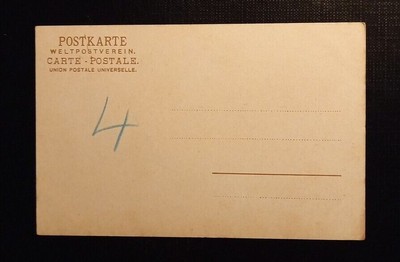 POSTKARTE
WELTPOSTVEREIN.
CARTE - POSTALE.
UNION POSTALE UNIVERSELLE.
4